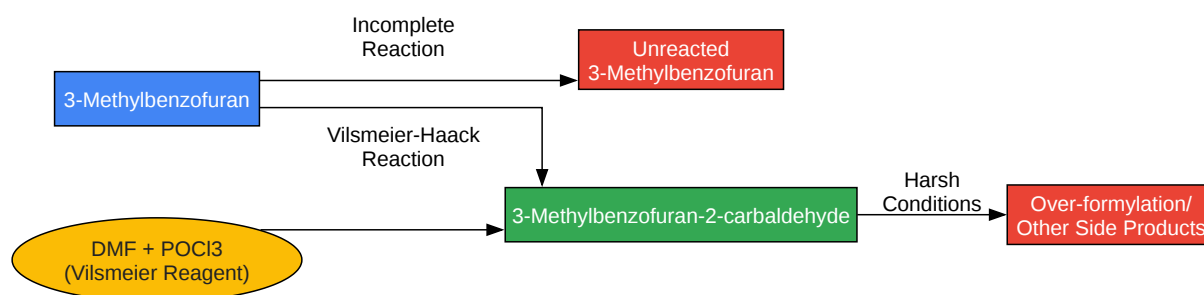 Incomplete
Reaction
Unreacted
3-Methylbenzofuran
3-Methylbenzofuran
Vilsmeier-Haack
Reaction
3-Methylbenzofuran-2-carbaldehyde
Harsh
Conditions
Over-formylation/
Other Side Products
DMF + POCl3
(Vilsmeier Reagent)